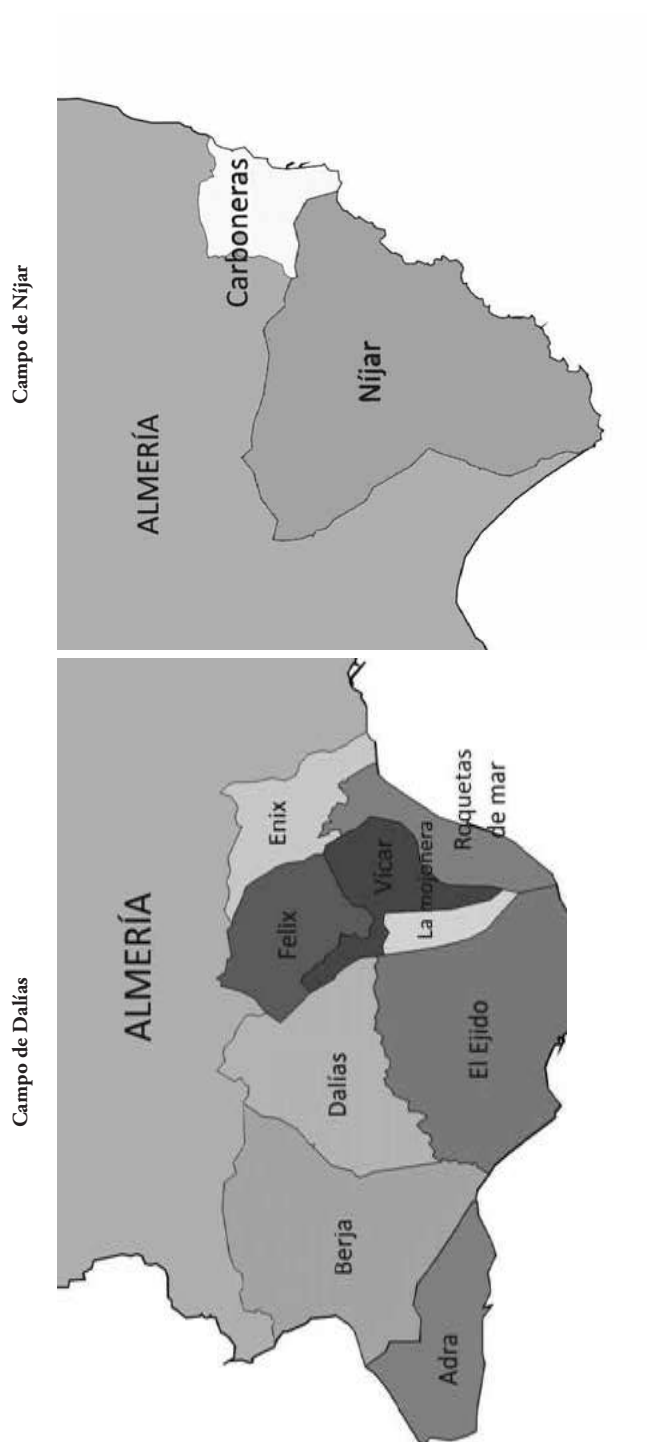 Campo de Dalías
ALMERÍA
Enix
Felix
Vícar
Roquetas
de mar
La mojonera
Dalías
El Ejido
Berja
Adra
Campo de Níjar
ALMERÍA
Carboneras
Níjar